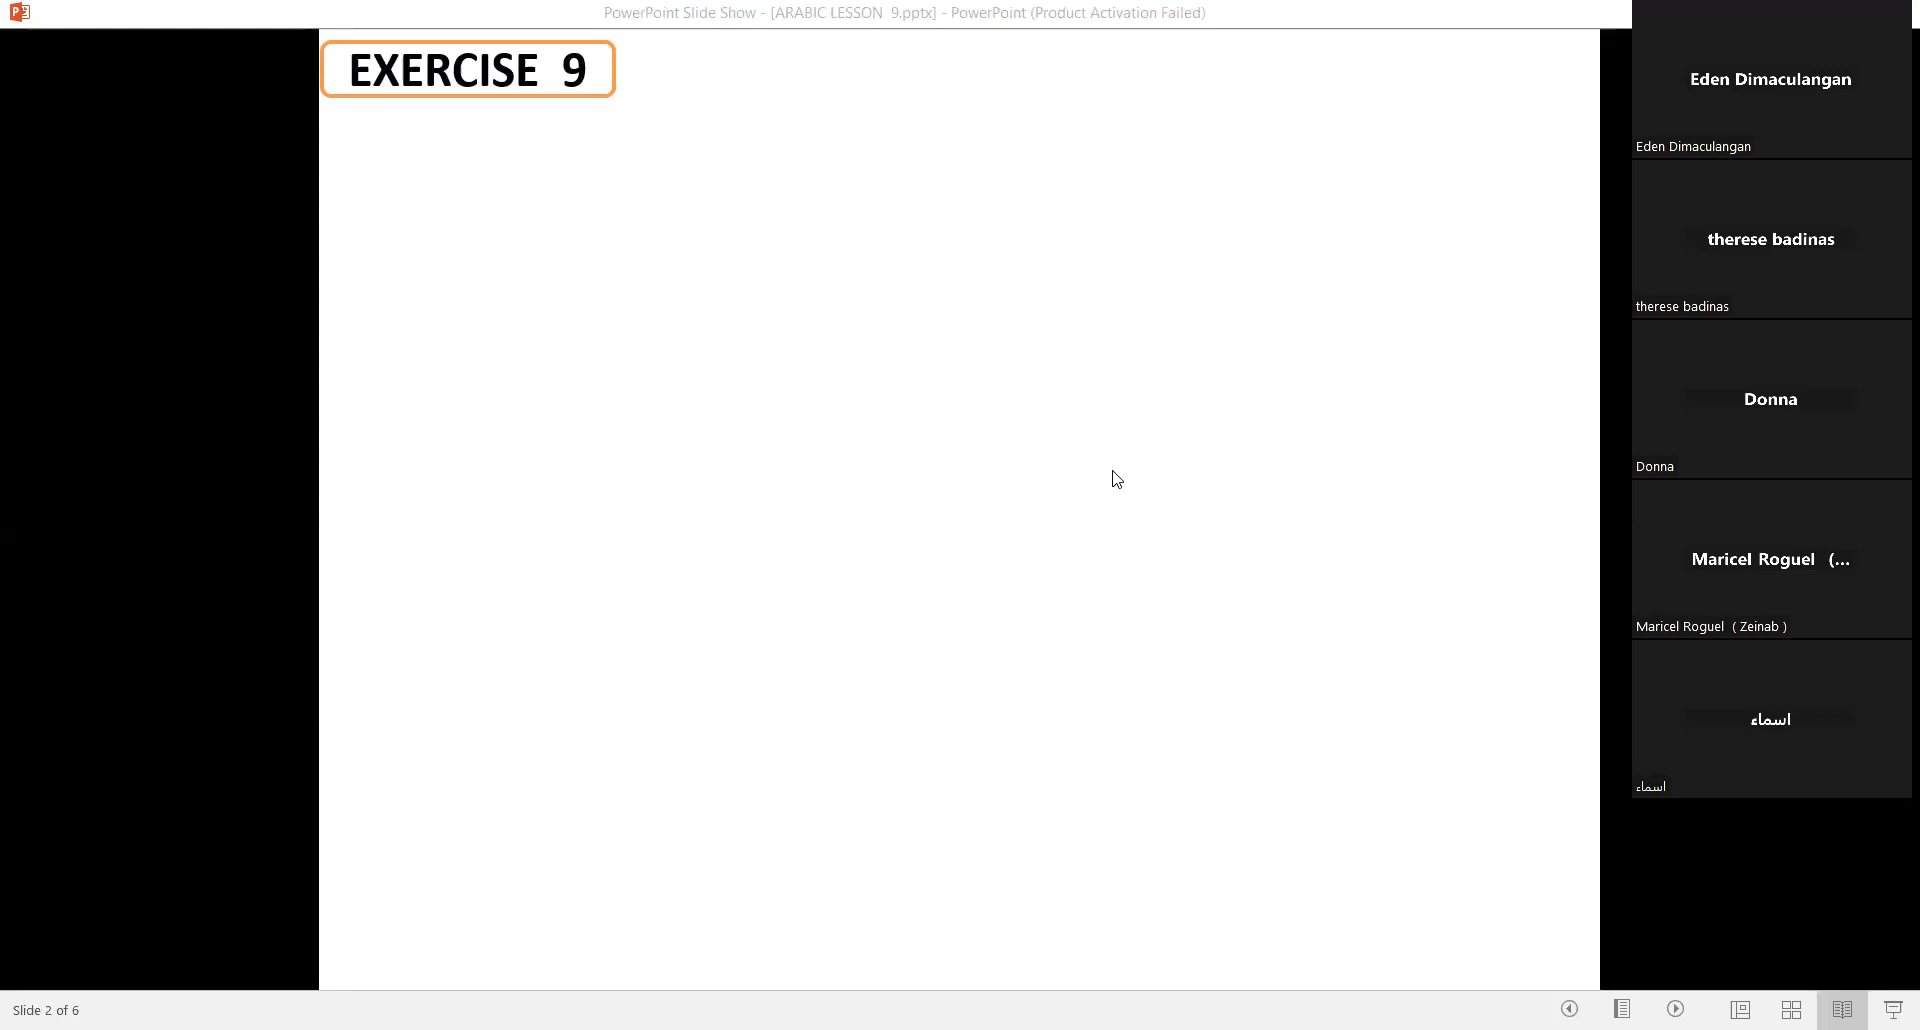 PowerPoint Slide Show - [ARABIC LESSON  9.pptx] - PowerPoint (Product Activation Failed)
EXERCISE  9
Eden Dimaculangan
Eden Dimaculangan
therese badinas
therese badinas
Donna
Donna
Maricel Roguel  (...
Maricel Roguel  ( Zeinab )
اسماء
اسماء
Slide 2 of 6